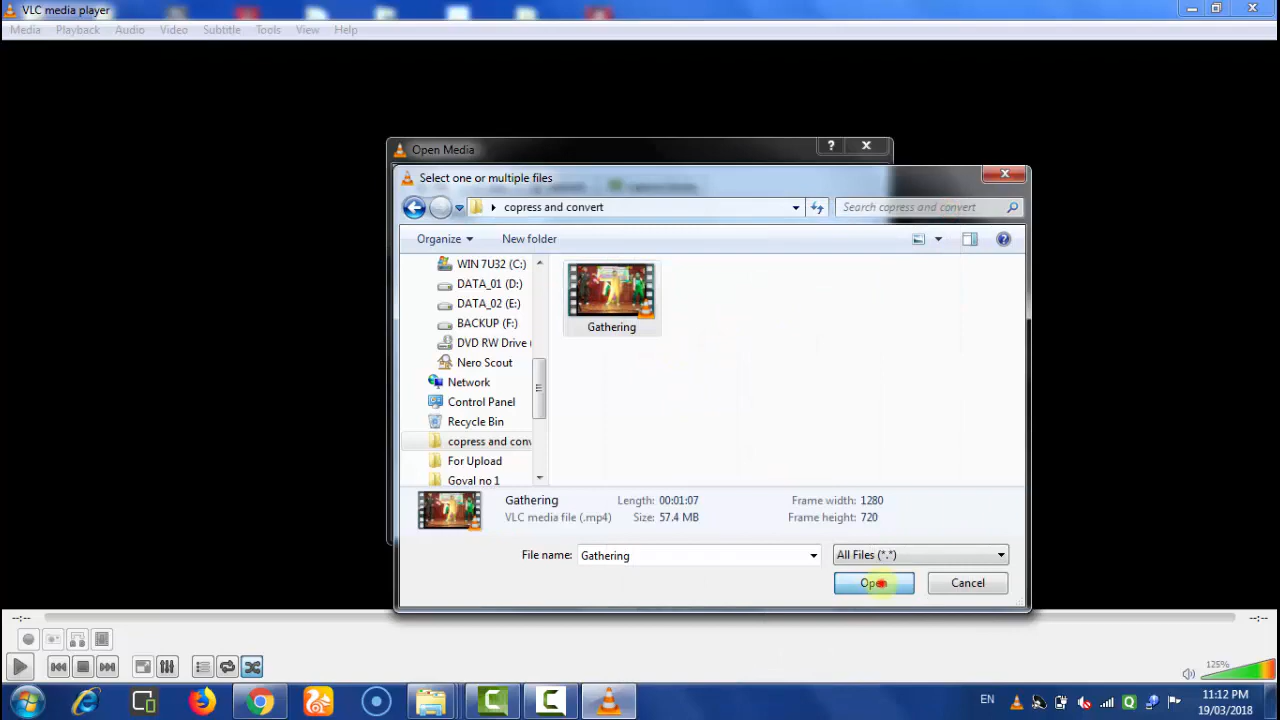 VLC media player
Media Playback Audio Video Subtitle Tools View Help
Open Media
Select one or multiple files
copress and convert
Search copress and convert
Organize New folder
WIN 7U32 (C:)
DATA_01 (D:)
DATA_02 (E:)
BACKUP (F:)
DVD RW Drive (
Nero Scout
Network
Control Panel
Recycle Bin
copress and conv
For Upload
Goval no 1
Gathering
Gathering Length: 00:01:07 Frame width: 1280
VLC media file (.mp4) Size: 57.4 MB Frame height: 720
File name: Gathering All Files (*.*)
Open Cancel
--:-- --:--
125%
EN
11:12 PM
19/03/2018